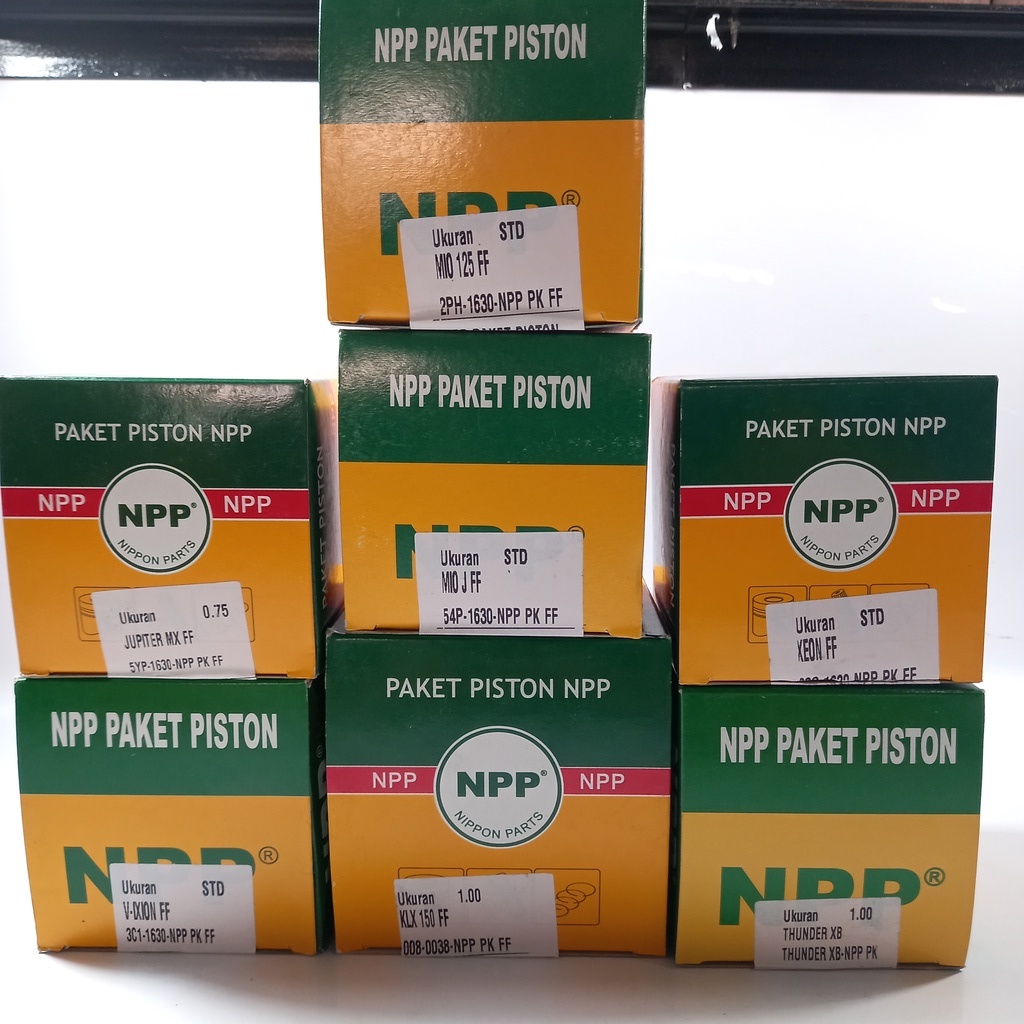 NPP PAKET PISTON
NPP®
Ukuran STD
MIO 125 FF
2PH-1630-NPP PK FF
PAKET PISTON NPP
NPP NPP® NPP
NIPPON PARTS
Ukuran 0.75
JUPITER MX FF
5YP-1630-NPP PK FF
PAKET PISTON
NPP PAKET PISTON
Ukuran STD
MIO J FF
54P-1630-NPP PK FF
PAKET PISTON NPP
NPP NPP® NPP
NIPPON PARTS
Ukuran STD
XEON FF
NPP PK FF
NPP PAKET PISTON
NPP®
Ukuran STD
V-IXION FF
3C1-1630-NPP PK FF
PAKET PISTON NPP
NPP NPP® NPP
NIPPON PARTS
Ukuran 1.00
KLX 150 FF
008-0038-NPP PK FF
NPP PAKET PISTON
NPP®
Ukuran 1.00
THUNDER XB
THUNDER XB-NPP PK